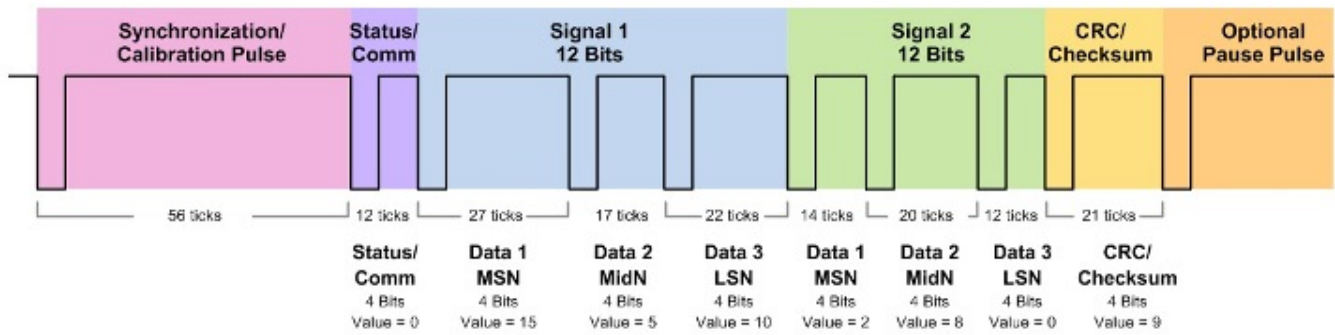 Synchronization/
Calibration Pulse
Status/
Comm
Signal 1
12 Bits
Signal 2
12 Bits
CRC/
Checksum
Optional
Pause Pulse
56 ticks
12 ticks
27 ticks
17 ticks
22 ticks
14 ticks
20 ticks
12 ticks
21 ticks
Status/
Comm
4 Bits
Value = 0
Data 1
MSN
4 Bits
Value = 15
Data 2
MidN
4 Bits
Value = 5
Data 3
LSN
4 Bits
Value = 10
Data 1
MSN
4 Bits
Value = 2
Data 2
MidN
4 Bits
Value = 8
Data 3
LSN
4 Bits
Value = 0
CRC/
Checksum
4 Bits
Value = 9